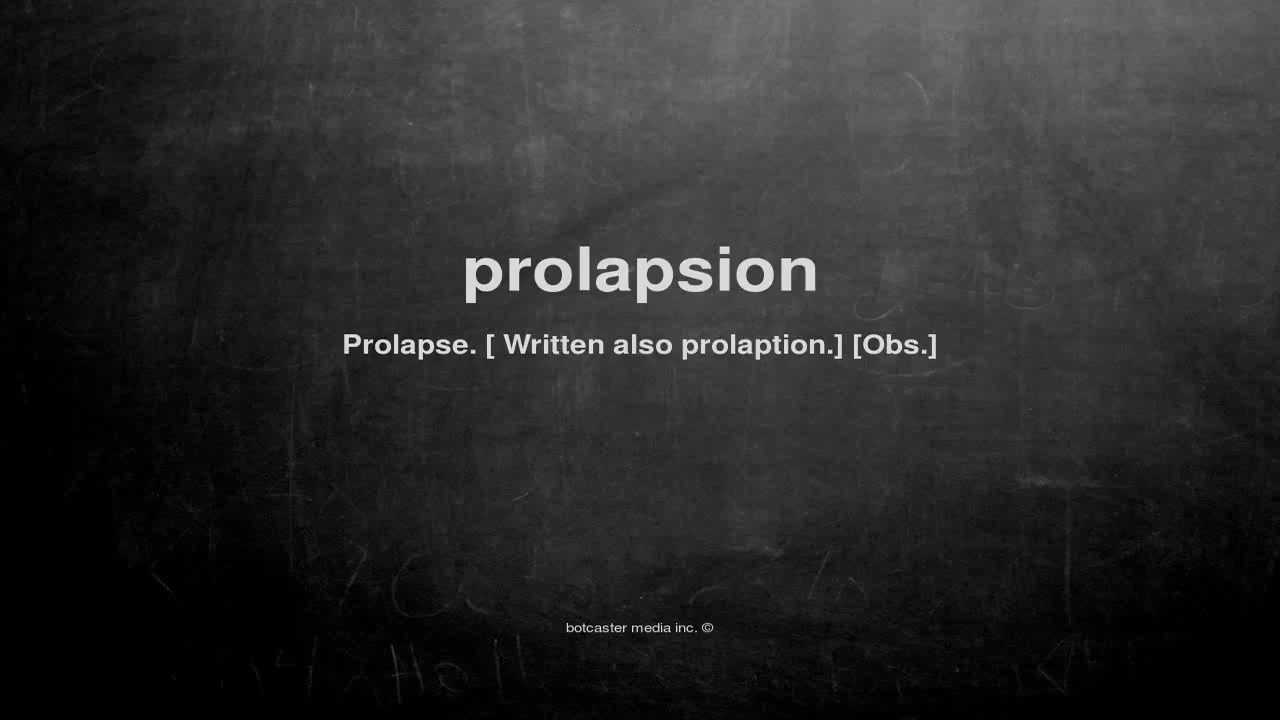 prolapsion
Prolapse. [ Written also prolaption.] [Obs.]
botcaster media inc. ©